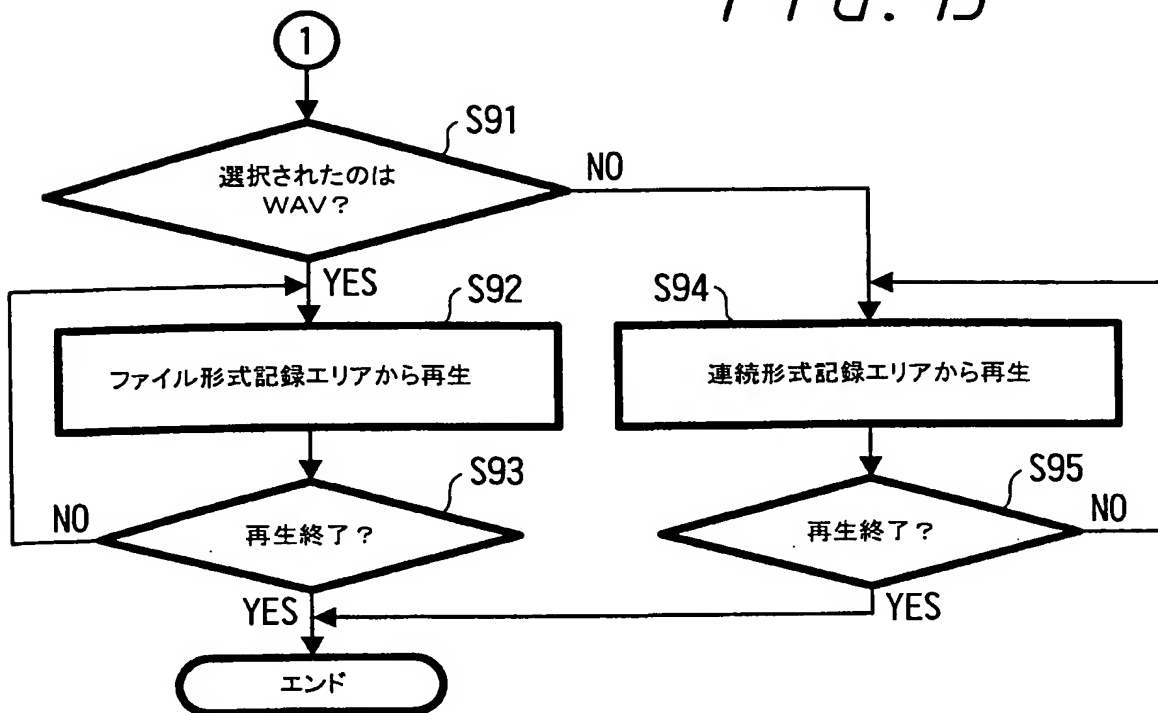 1
S91
選択されたのは
WAV?
NO
YES
S92
ファイル形式記録エリアから再生
S94
連続形式記録エリアから再生
S93
再生終了?
NO
YES
S95
再生終了?
NO
YES
エンド